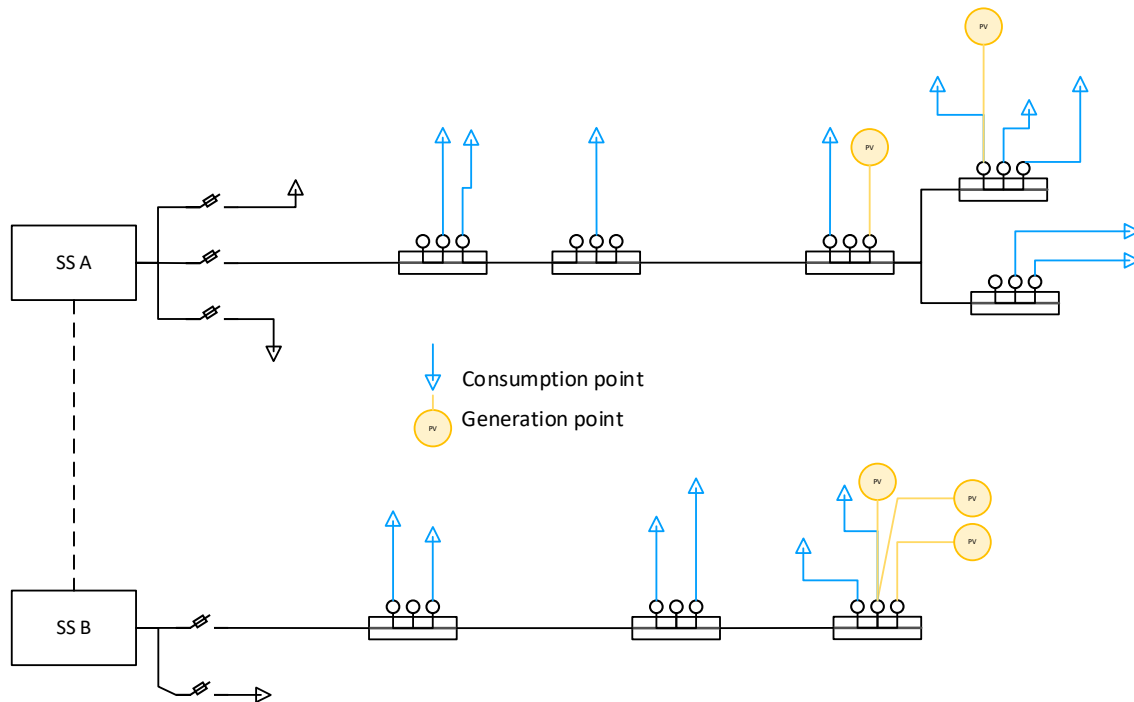 PV
PV
SS A
Consumption point
PV Generation point
PV
PV
PV
SS B